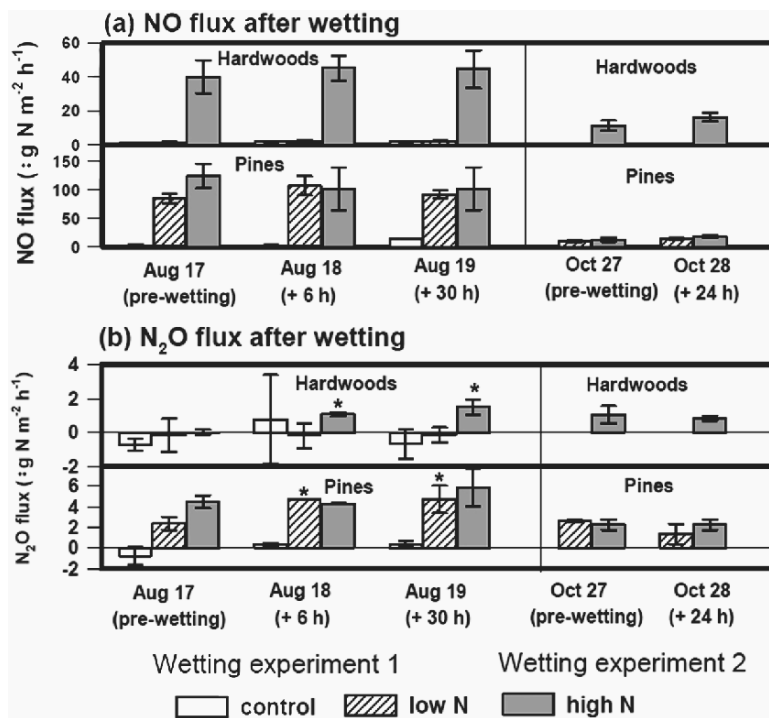 (a) NO flux after wetting
60
40
20
0
Hardwoods
Hardwoods
150
100
50
0
Pines
Pines
NO flux (:g N m⁻² h⁻¹)
Aug 17
(pre-wetting)
Aug 18
(+ 6 h)
Aug 19
(+ 30 h)
Oct 27
(pre-wetting)
Oct 28
(+ 24 h)
(b) N₂O flux after wetting
4
2
0
-2
Hardwoods
*
*
Hardwoods
6
4
2
0
-2
Pines
*
*
Pines
N₂O flux (:g N m⁻² h⁻¹)
Aug 17
(pre-wetting)
Aug 18
(+ 6 h)
Aug 19
(+ 30 h)
Oct 27
(pre-wetting)
Oct 28
(+ 24 h)
Wetting experiment 1
Wetting experiment 2
control
low N
high N